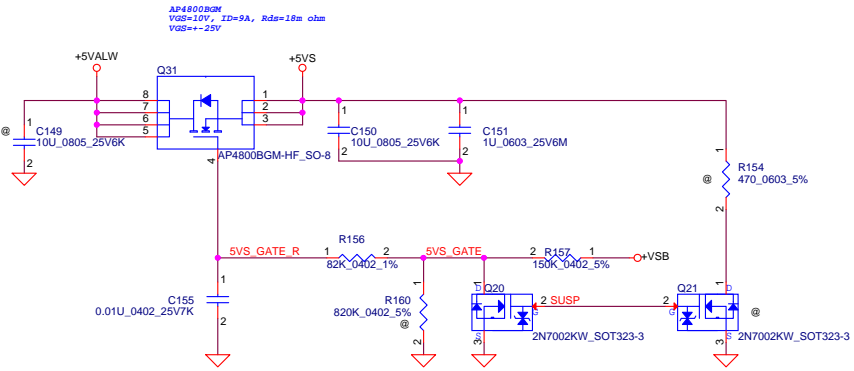 AP4800BGM
VGS=10V, ID=9A, Rds=18m ohm
VGS=+-25V
+5VALW
Q31
+5VS
8
7
6
5
1
2
3
4
AP4800BGM-HF_SO-8
@
1
C149
10U_0805_25V6K
2
1
C150
10U_0805_25V6K
2
1
C151
1U_0603_25V6M
2
1
R154
470_0603_5%
@
2
5VS_GATE_R
R156
1
2
82K_0402_1%
5VS_GATE
2
R157
1
150K_0402_5%
+VSB
1
C155
0.01U_0402_25V7K
2
1
R160
820K_0402_5%
@
2
1
D
Q20
2
G
S
3
2N7002KW_SOT323-3
SUSP
Q21
1
D
2
G
@
S
3
2N7002KW_SOT323-3